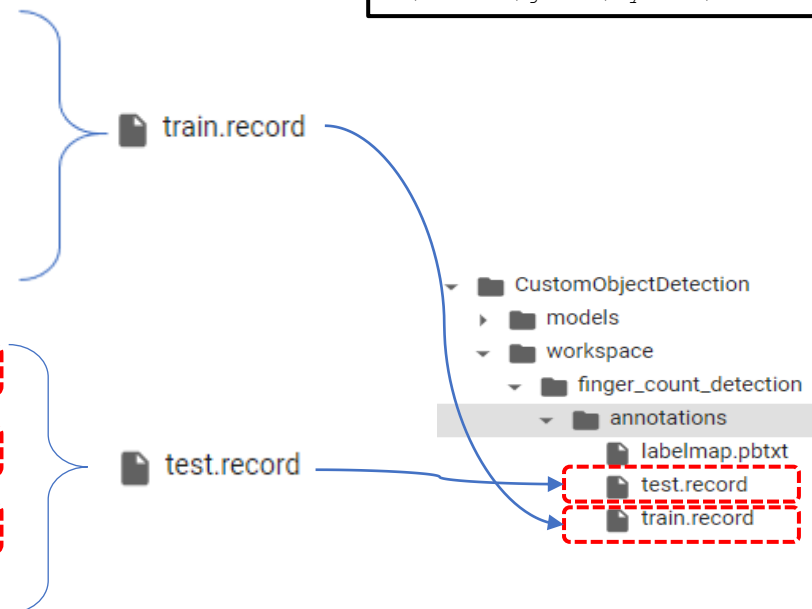 train.record
CustomObjectDetection
models
workspace
finger_count_detection
annotations
labelmap.pbtxt
test.record
test.record
train.record